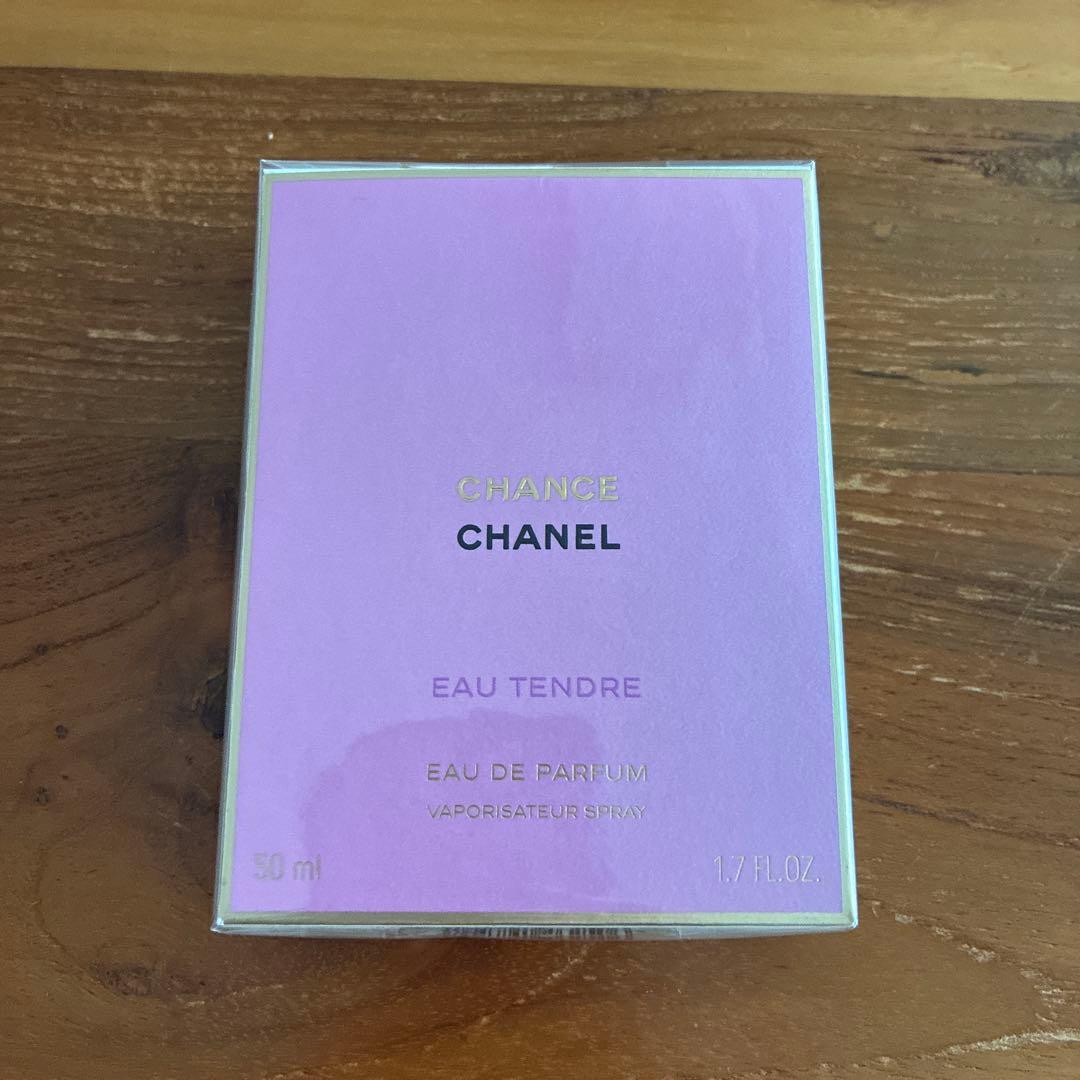 CHANCE
CHANEL
EAU TENDRE
EAU DE PARFUM
VAPORISATEUR SPRAY
50 ml 1.7 FL.OZ.